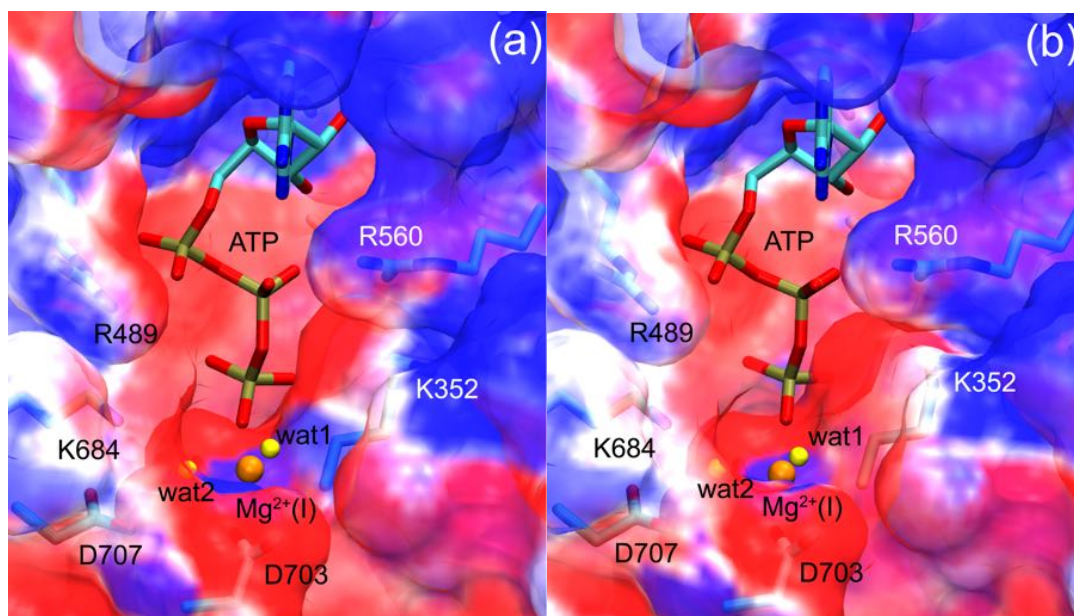 (a)
ATP
R560
R489
K352
K684
wat1
wat2
Mg²⁺(I)
D707
D703
(b)
ATP
R560
R489
K352
K684
wat1
wat2
Mg²⁺(I)
D707
D703